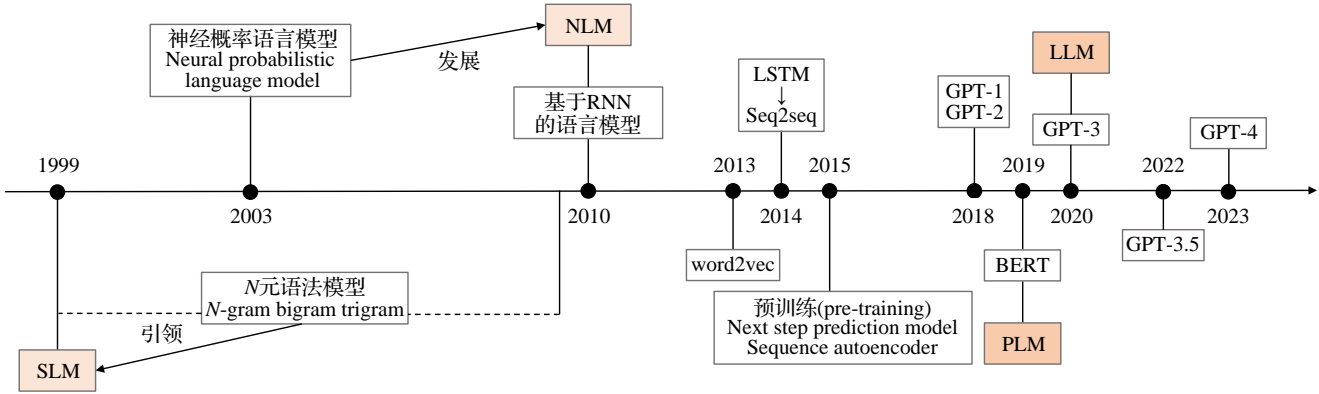 神经概率语言模型
Neural probabilistic
language model
发展
NLM
基于RNN
的语言模型
LSTM
↓
Seq2seq
GPT-1
GPT-2
LLM
GPT-3
GPT-4
1999
2003
2010
2013
2014
2015
2018
2019
2020
2022
2023
N元语法模型
N-gram bigram trigram
引领
SLM
word2vec
预训练(pre-training)
Next step prediction model
Sequence autoencoder
BERT
PLM
GPT-3.5